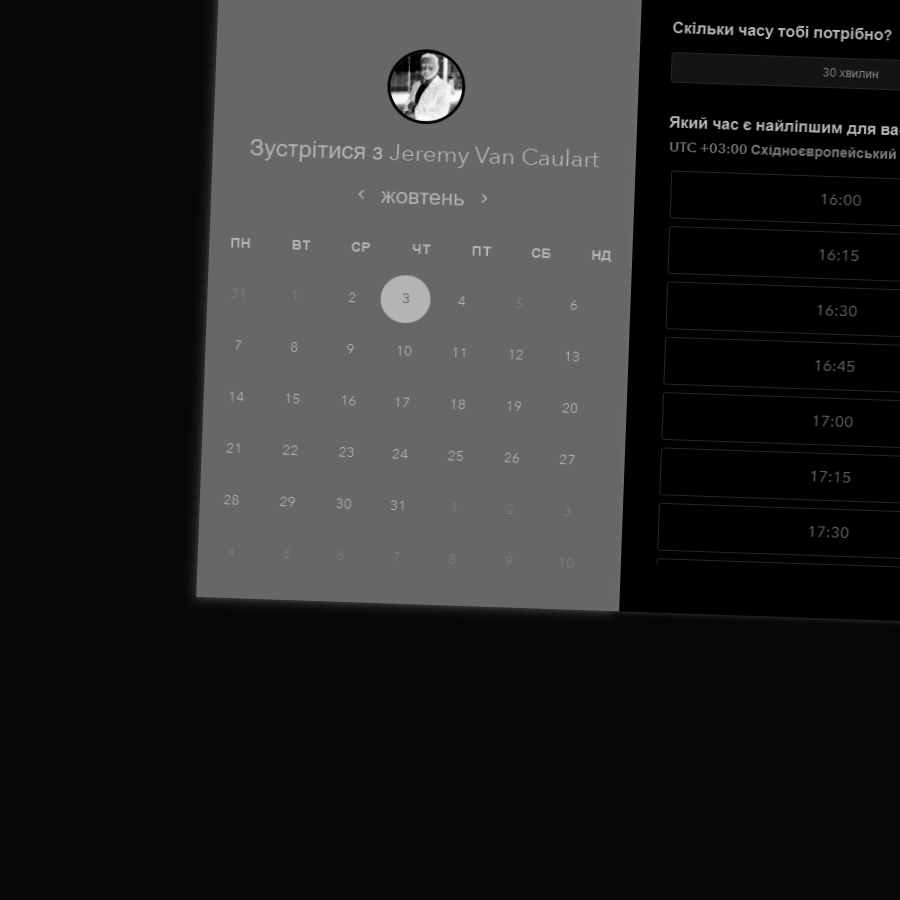 Зустрітися з Jeremy Van Caulart
жовтень
ПН ВТ СР ЧТ ПТ СБ НД
31 1 2 3 4 5 6
7 8 9 10 11 12 13
14 15 16 17 18 19 20
21 22 23 24 25 26 27
28 29 30 31 1 2 3
4 5 6 7 8 9 10
Скільки часу тобі потрібно?
30 хвилин
Який час є найліпшим для
UTC +03:00 Східноєвропейський
16:00
16:15
16:30
16:45
17:00
17:15
17:30